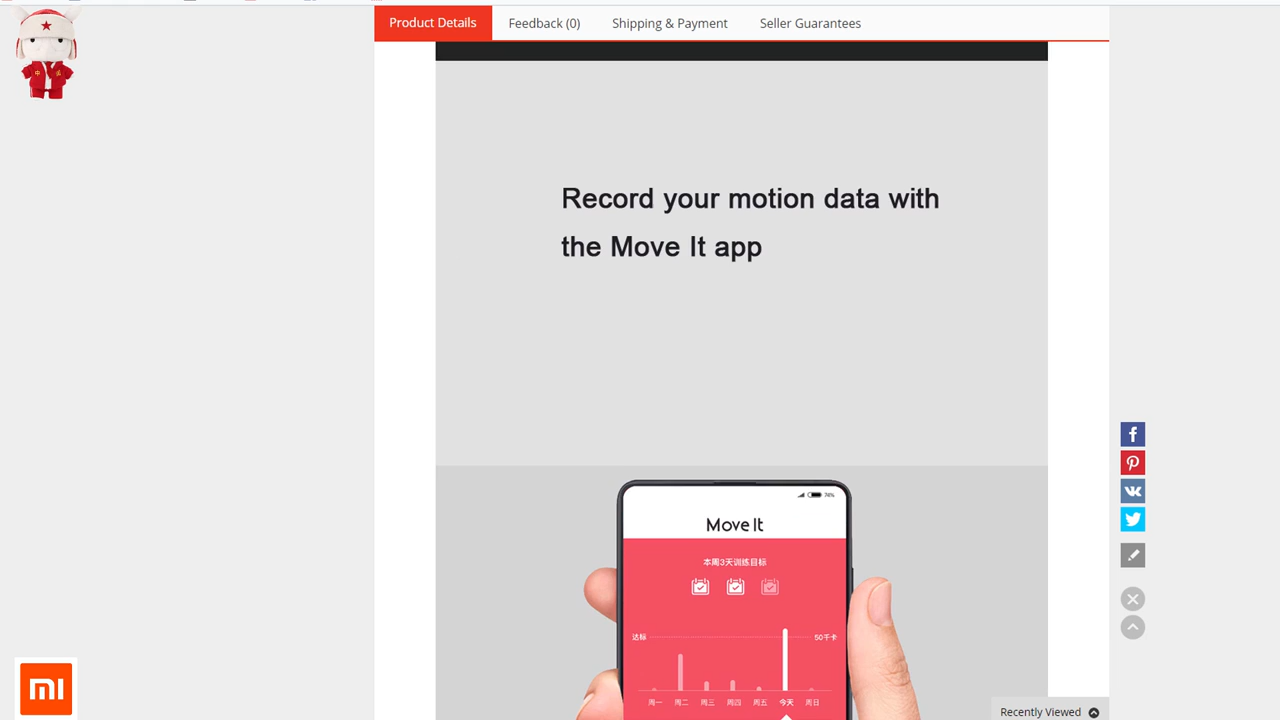 Product Details
Feedback (0)
Shipping & Payment
Seller Guarantees
Record your motion data with
the Move It app
74%
Move It
本周3天训练目标
达标
50千卡
周一 周二 周三 周四 周五 今天 周日
Recently Viewed
MI